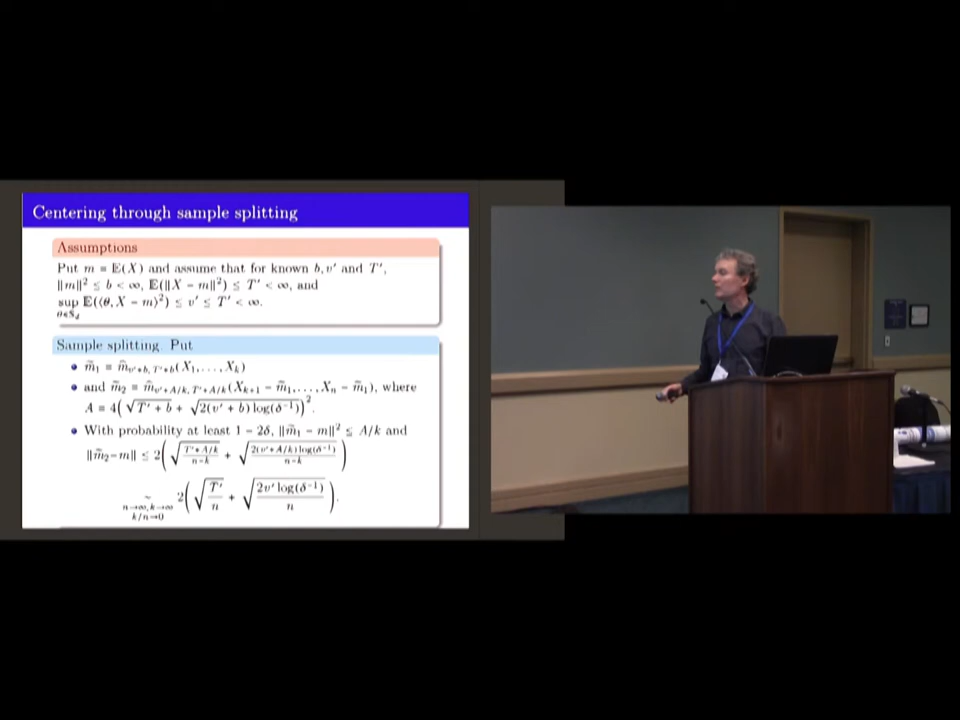 Centering through sample splitting
Assumptions
Put m = 𝔼(X) and assume that for known b, v′ and T′,
‖m‖² ≤ b < ∞, 𝔼(‖X − m‖²) ≤ T′ < ∞, and
sup 𝔼(⟨θ, X − m⟩²) ≤ v′ ≤ T′ < ∞.
θ∈𝕊_d
Sample splitting. Put
• m̃₁ = m̂_{v′+b, T′+b}(X₁, . . . , X_k)
• and m̃₂ = m̂_{v′+A/k, T′+A/k}(X_{k+1} − m̃₁, . . . , X_n − m̃₁), where
A = 4(√(T′ + b) + √(2(v′ + b) log(δ⁻¹)))².
• With probability at least 1 − 2δ, ‖m̃₁ − m‖² ≤ A/k and
‖m̃₂ − m‖ ≤ 2(√((T′+A/k)/(n−k)) + √(2(v′+A/k) log(δ⁻¹)/(n−k)))
∼ 2(√(T′/n) + √(2v′ log(δ⁻¹)/n)).
n→∞, k→∞
k/n→0